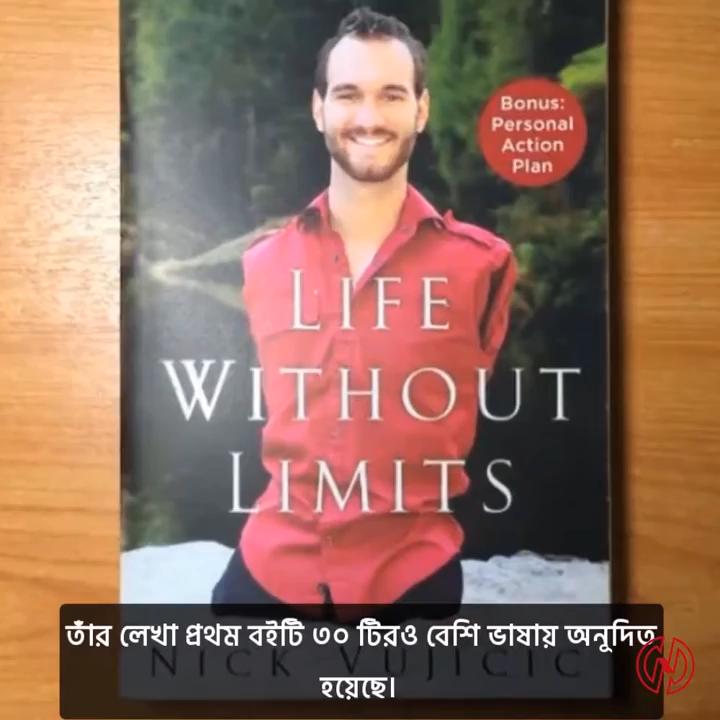 Bonus:
Personal
Action
Plan
LIFE
WITHOUT
LIMITS
NICK VUJICIC
তাঁর লেখা প্রথম বইটি ৩০ টিরও বেশি ভাষায় অনুদিত
হয়েছে।